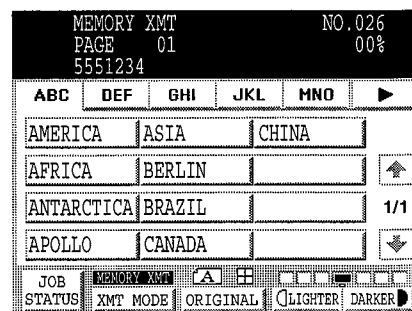 MEMORY XMT NO.026
PAGE 01 00%
5551234
ABC DEF GHI JKL MNO
AMERICA ASIA CHINA
AFRICA BERLIN
ANTARCTICA BRAZIL 1/1
APOLLO CANADA
JOB STATUS MEMORY XMT A
XMT MODE ORIGINAL LIGHTER DARKER